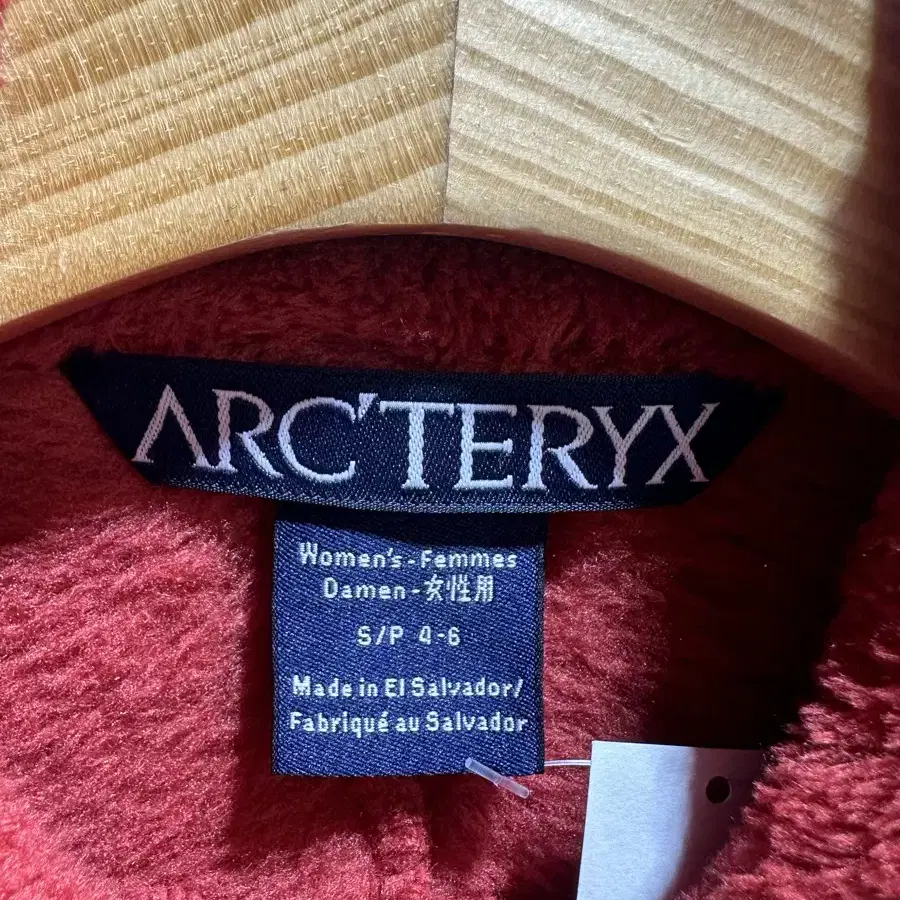 ARC'TERYX
Women's - Femmes
Damen - 女性用
S/P 4-6
Made in El Salvador/
Fabriqué au Salvador